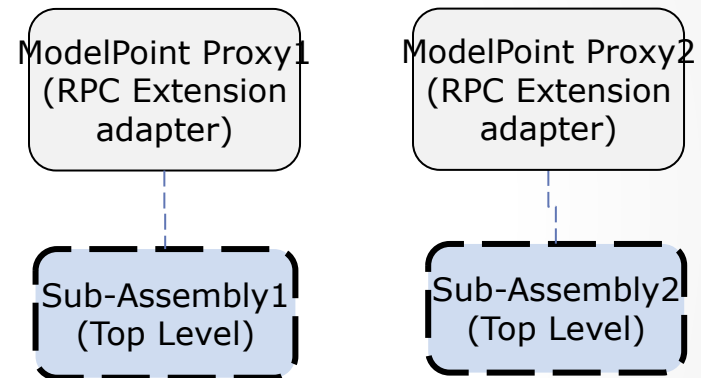 ModelPoint Proxy1
(RPC Extension
adapter)
ModelPoint Proxy2
(RPC Extension
adapter)
Sub-Assembly1
(Top Level)
Sub-Assembly2
(Top Level)